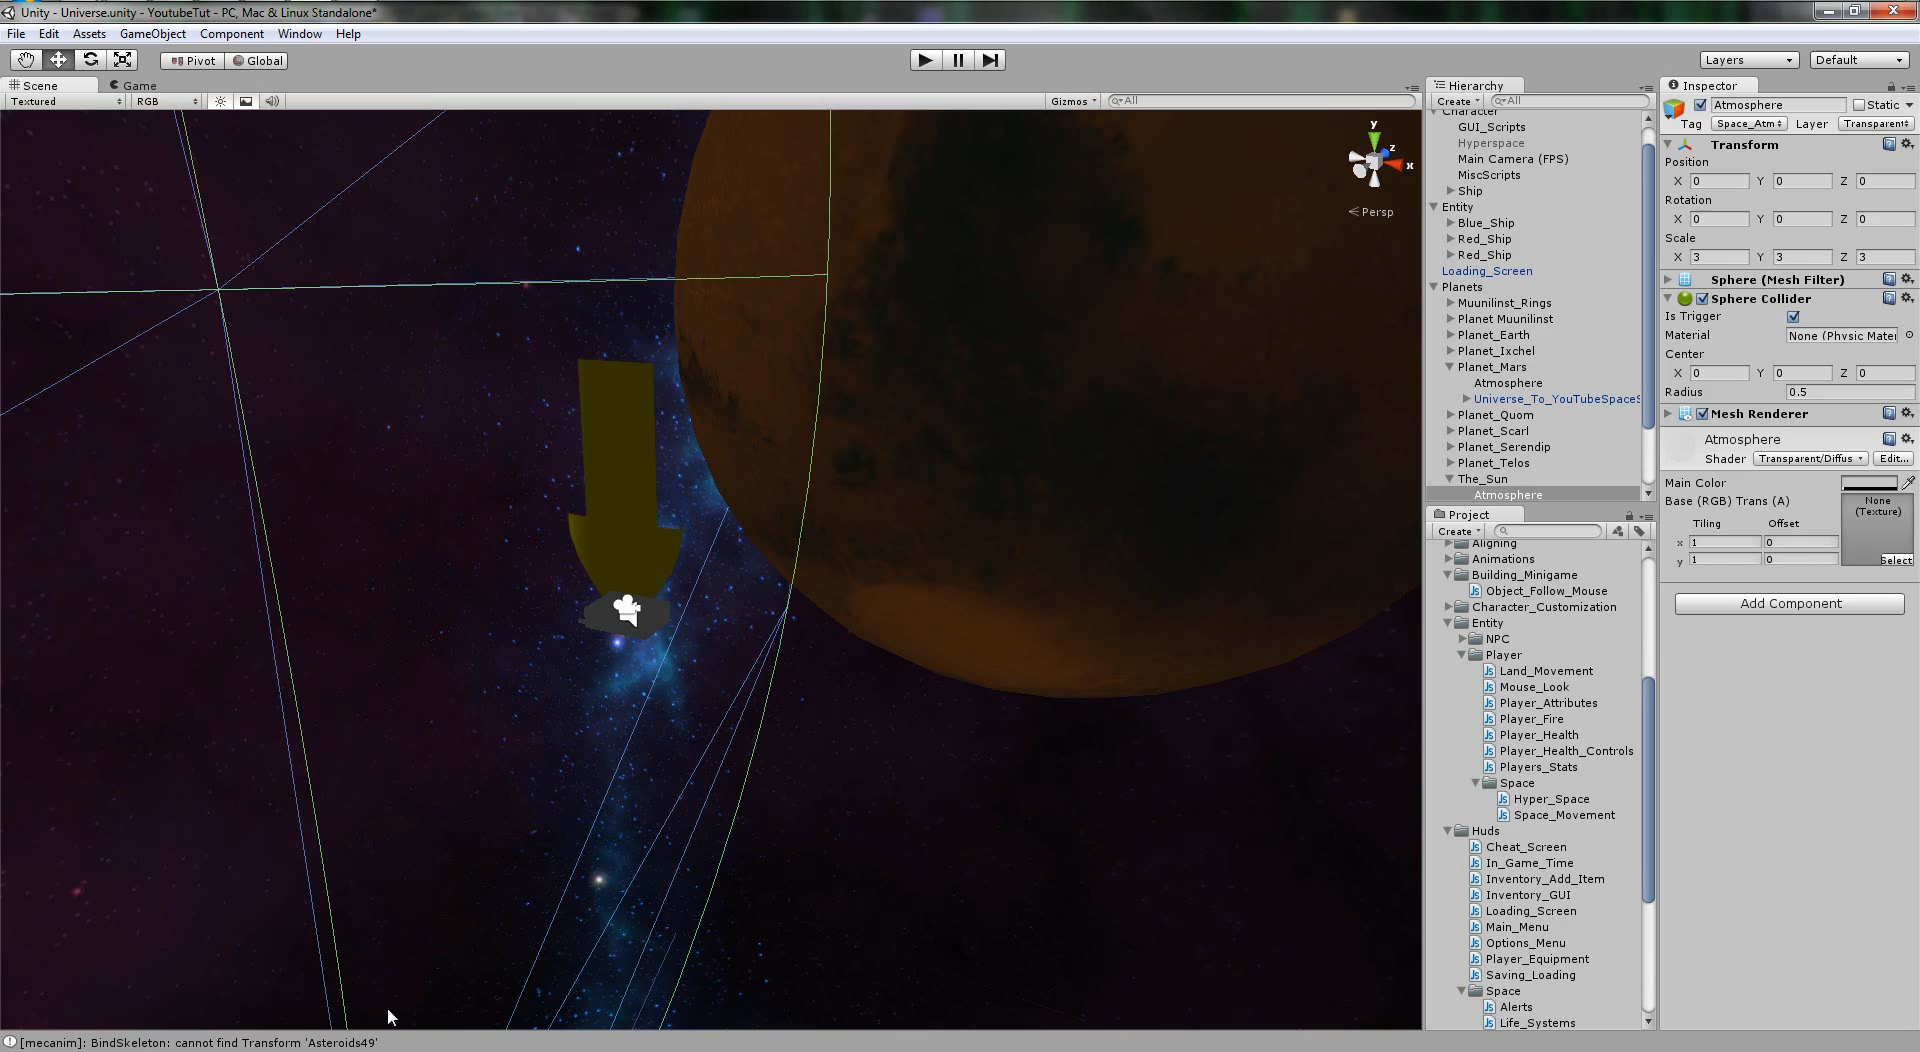 Unity - Universe.unity - YoutubeTut - PC, Mac & Linux Standalone*
File Edit Assets GameObject Component Window Help
Pivot Global
Layers Default
Scene Game
Textured RGB Gizmos All
y
z
x
Persp
Hierarchy
Create All
Character
GUI_Scripts
Hyperspace
Main Camera (FPS)
MiscScripts
Ship
Entity
Blue_Ship
Red_Ship
Red_Ship
Loading_Screen
Planets
Muunilinst_Rings
Planet Muunilinst
Planet_Earth
Planet_Ixchel
Planet_Mars
Atmosphere
Universe_To_YouTubeSpaceS
Planet_Quom
Planet_Scarl
Planet_Serendip
Planet_Telos
The_Sun
Atmosphere
Project
Create
Aligning
Animations
Building_Minigame
Object_Follow_Mouse
Character_Customization
Entity
NPC
Player
Land_Movement
Mouse_Look
Player_Attributes
Player_Fire
Player_Health
Player_Health_Controls
Players_Stats
Space
Hyper_Space
Space_Movement
Huds
Cheat_Screen
In_Game_Time
Inventory_Add_Item
Inventory_GUI
Loading_Screen
Main_Menu
Options_Menu
Player_Equipment
Saving_Loading
Space
Alerts
Life_Systems
Inspector
Atmosphere Static
Tag Space_Atm Layer Transparent
Transform
Position
X 0 Y 0 Z 0
Rotation
X 0 Y 0 Z 0
Scale
X 3 Y 3 Z 3
Sphere (Mesh Filter)
Sphere Collider
Is Trigger
Material None (Physic Mater
Center
X 0 Y 0 Z 0
Radius 0.5
Mesh Renderer
Atmosphere
Shader Transparent/Diffus Edit...
Main Color
Base (RGB) Trans (A)
None
(Texture)
Tiling Offset
x 1 0
y 1 0
Select
Add Component
[mecanim]: BindSkeleton: cannot find Transform 'Asteroids49'